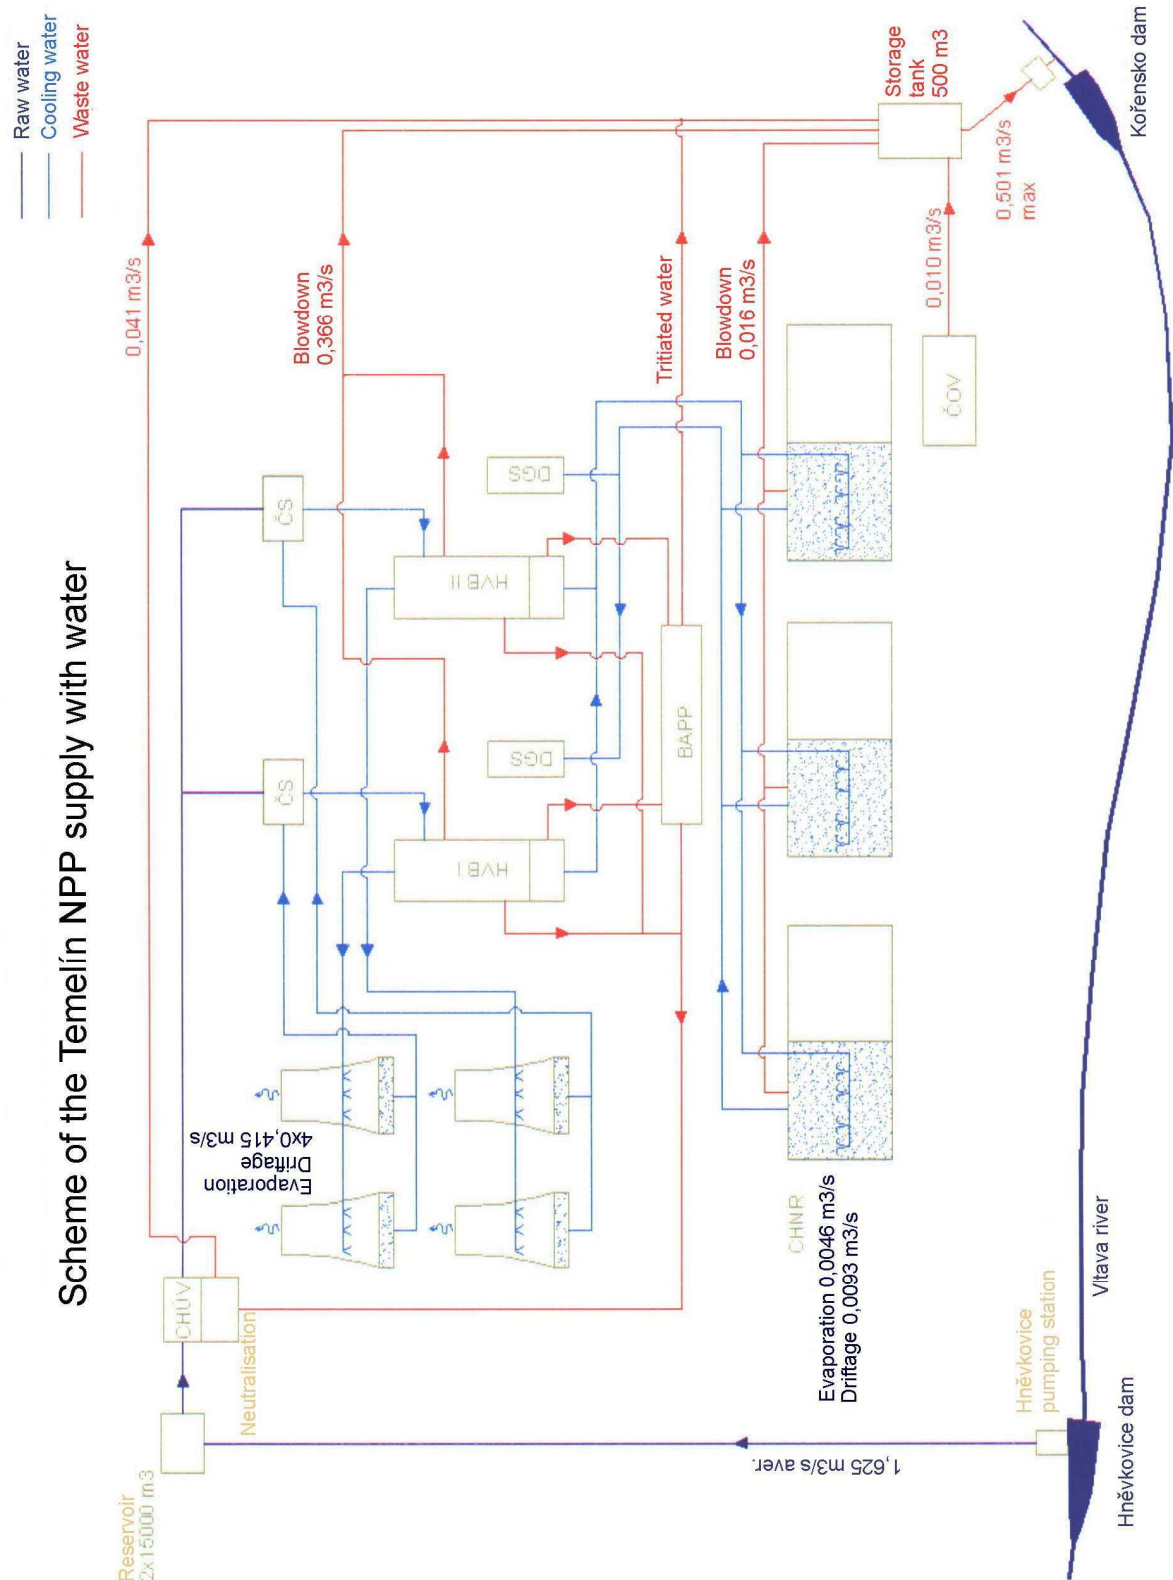 Scheme of the Temelín NPP supply with water
Raw water
Cooling water
Waste water
Reservoir
2x15000 m3
CHÚV
Neutralisation
0,041 m3/s
ČS
ČS
Evaporation
Driftage
4x0,415 m3/s
Blowdown
0,366 m3/s
HVB I
HVB II
DGS
DGS
BAPP
Tritiated water
Blowdown
0,016 m3/s
Storage
tank
500 m3
0,501 m3/s
max
0,010 m3/s
ČOV
CHNR
Evaporation 0,0046 m3/s
Driftage 0,0093 m3/s
1,625 m3/s aver.
Hněvkovice
pumping station
Hněvkovice dam
Vltava river
Kořensko dam